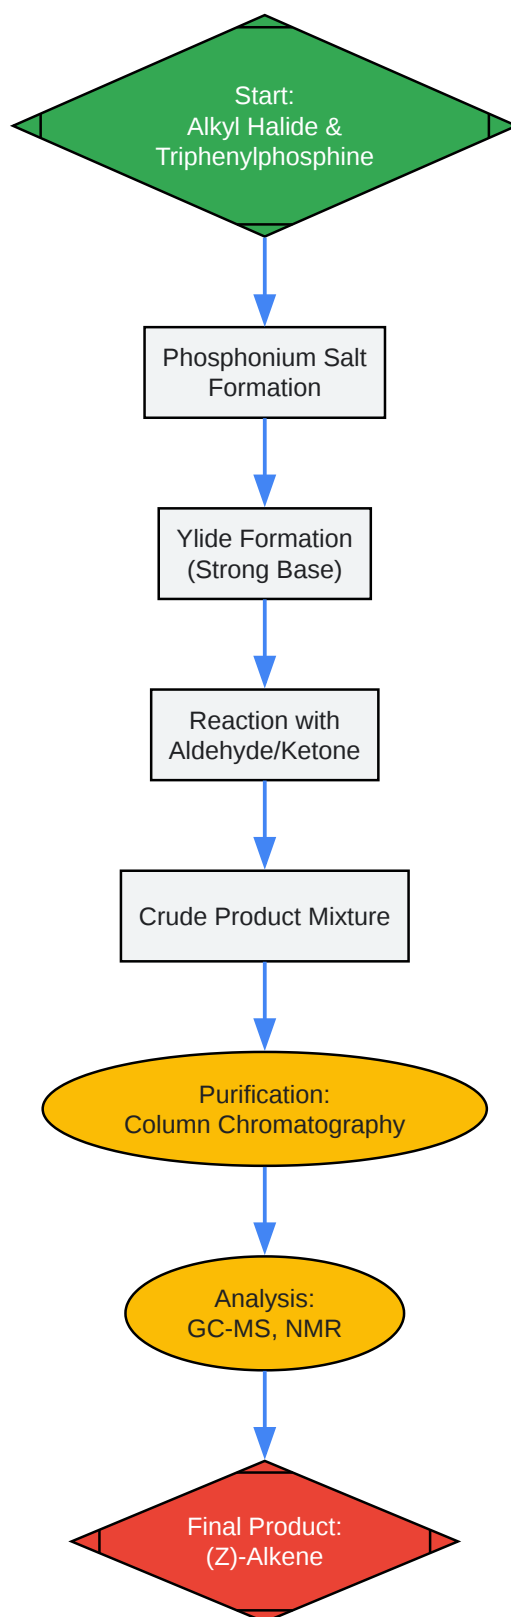 Start:
Alkyl Halide &
Triphenylphosphine
Phosphonium Salt
Formation
Ylide Formation
(Strong Base)
Reaction with
Aldehyde/Ketone
Crude Product Mixture
Purification:
Column Chromatography
Analysis:
GC-MS, NMR
Final Product:
(Z)-Alkene